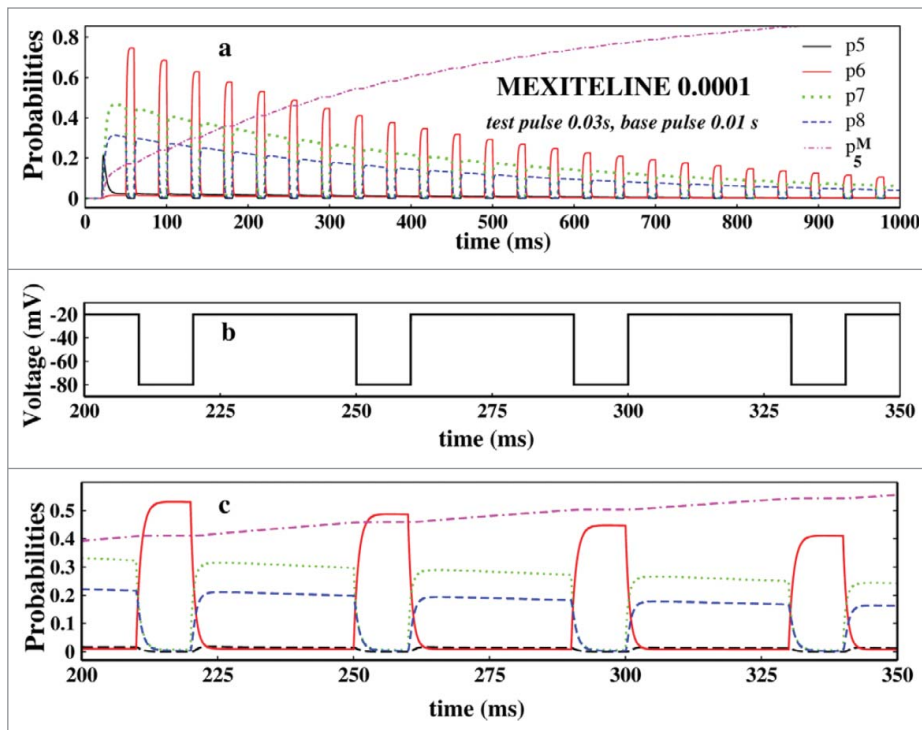 a
MEXITELINE 0.0001
test pulse 0.03s, base pulse 0.01 s
p5
p6
p7
p8
p M 5
Probabilities
0.8
0.6
0.4
0.2
0
0 100 200 300 400 500 600 700 800 900 1000
time (ms)
b
Voltage (mV)
-20
-40
-60
-80
200 225 250 275 300 325 350
time (ms)
c
Probabilities
0.5
0.4
0.3
0.2
0.1
0
200 225 250 275 300 325 350
time (ms)